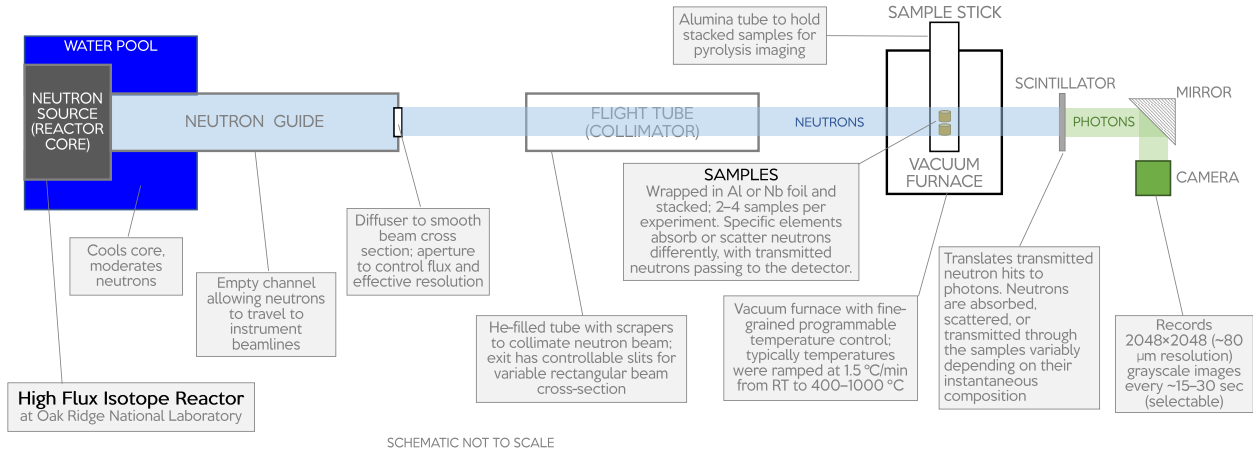 WATER POOL
NEUTRON
SOURCE
(REACTOR
CORE)
NEUTRON GUIDE
FLIGHT TUBE
(COLLIMATOR)
NEUTRONS
Alumina tube to hold
stacked samples for
pyrolysis imaging
SAMPLE STICK
SCINTILLATOR
MIRROR
PHOTONS
CAMERA
VACUUM
FURNACE
SAMPLES
Wrapped in Al or Nb foil and
stacked; 2–4 samples per
experiment. Specific elements
absorb or scatter neutrons
differently, with transmitted
neutrons passing to the detector.
Cools core,
moderates
neutrons
Empty channel
allowing neutrons
to travel to
instrument
beamlines
Diffuser to smooth
beam cross
section; aperture
to control flux and
effective resolution
He-filled tube with scrapers
to collimate neutron beam;
exit has controllable slits for
variable rectangular beam
cross-section
Vacuum furnace with fine-
grained programmable
temperature control;
typically temperatures
were ramped at 1.5 °C/min
from RT to 400–1000 °C
Translates transmitted
neutron hits to
photons. Neutrons
are absorbed,
scattered, or
transmitted through
the samples variably
depending on their
instantaneous
composition
Records
2048×2048 (~80
µm resolution)
grayscale images
every ~15–30 sec
(selectable)
High Flux Isotope Reactor
at Oak Ridge National Laboratory
SCHEMATIC NOT TO SCALE